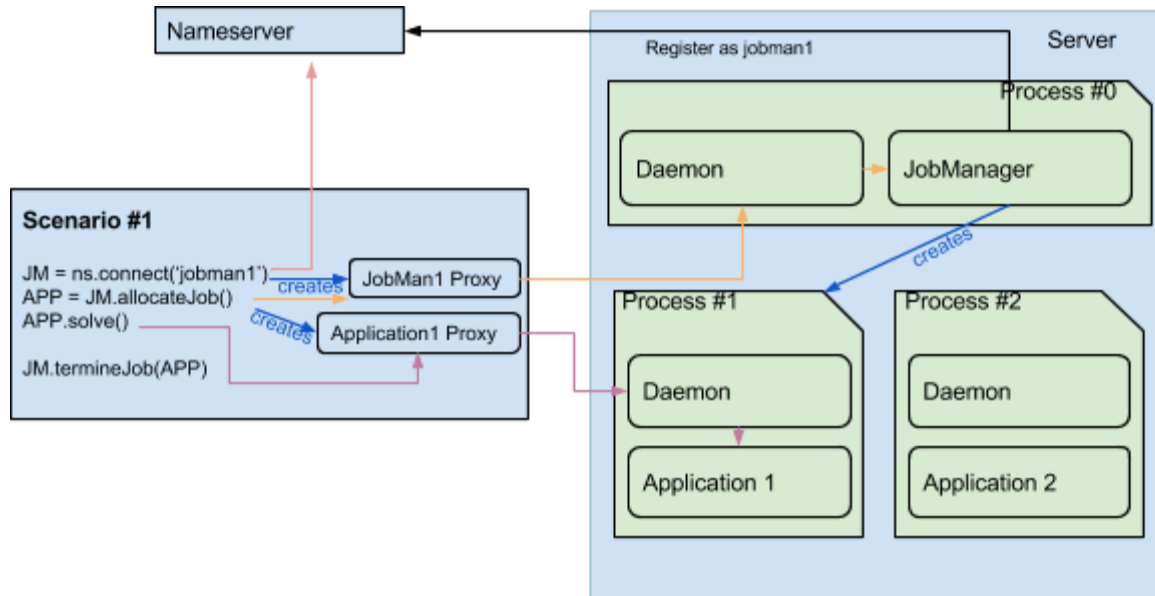 Nameserver
Register as jobman1
Server
Process #0
Daemon
JobManager
Scenario #1
JM = ns.connect('jobman1')
creates
JobMan1 Proxy
APP = JM.allocateJob()
creates
APP.solve()
Application1 Proxy
JM.termineJob(APP)
creates
Process #1
Process #2
Daemon
Daemon
Application 1
Application 2